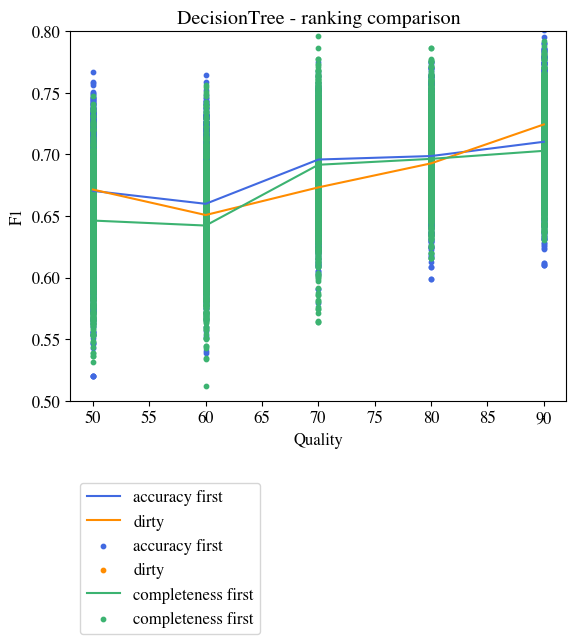 DecisionTree - ranking comparison
0.80
0.75
0.70
0.65
0.60
0.55
0.50
F1
50 55 60 65 70 75 80 85 90
Quality
accuracy first
dirty
accuracy first
dirty
completeness first
completeness first